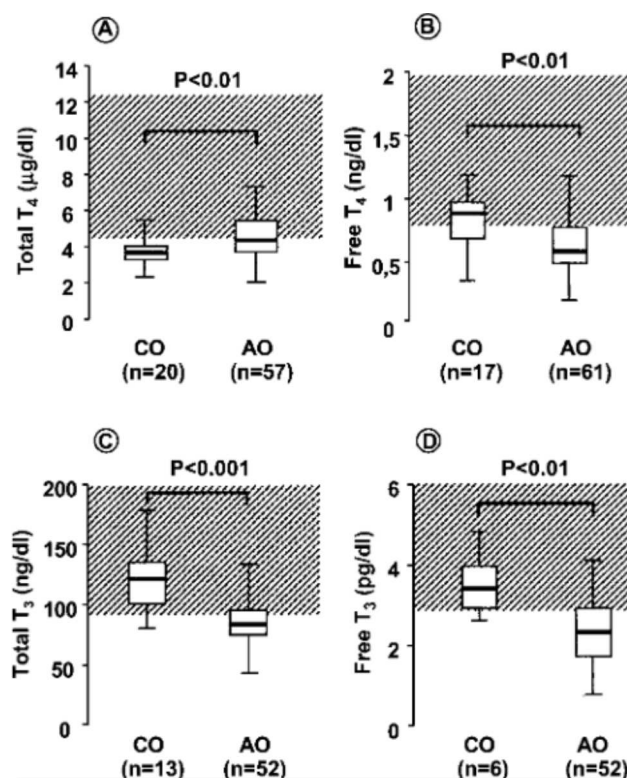 A
P<0.01
Total T4 (µg/dl)
14
12
10
8
6
4
2
0
CO
(n=20)
AO
(n=57)
B
P<0.01
Free T4 (ng/dl)
2
1,5
1
0,5
0
CO
(n=17)
AO
(n=61)
C
P<0.001
Total T3 (ng/dl)
200
150
100
50
0
CO
(n=13)
AO
(n=52)
D
P<0.01
Free T3 (pg/dl)
6
4
2
0
CO
(n=6)
AO
(n=52)